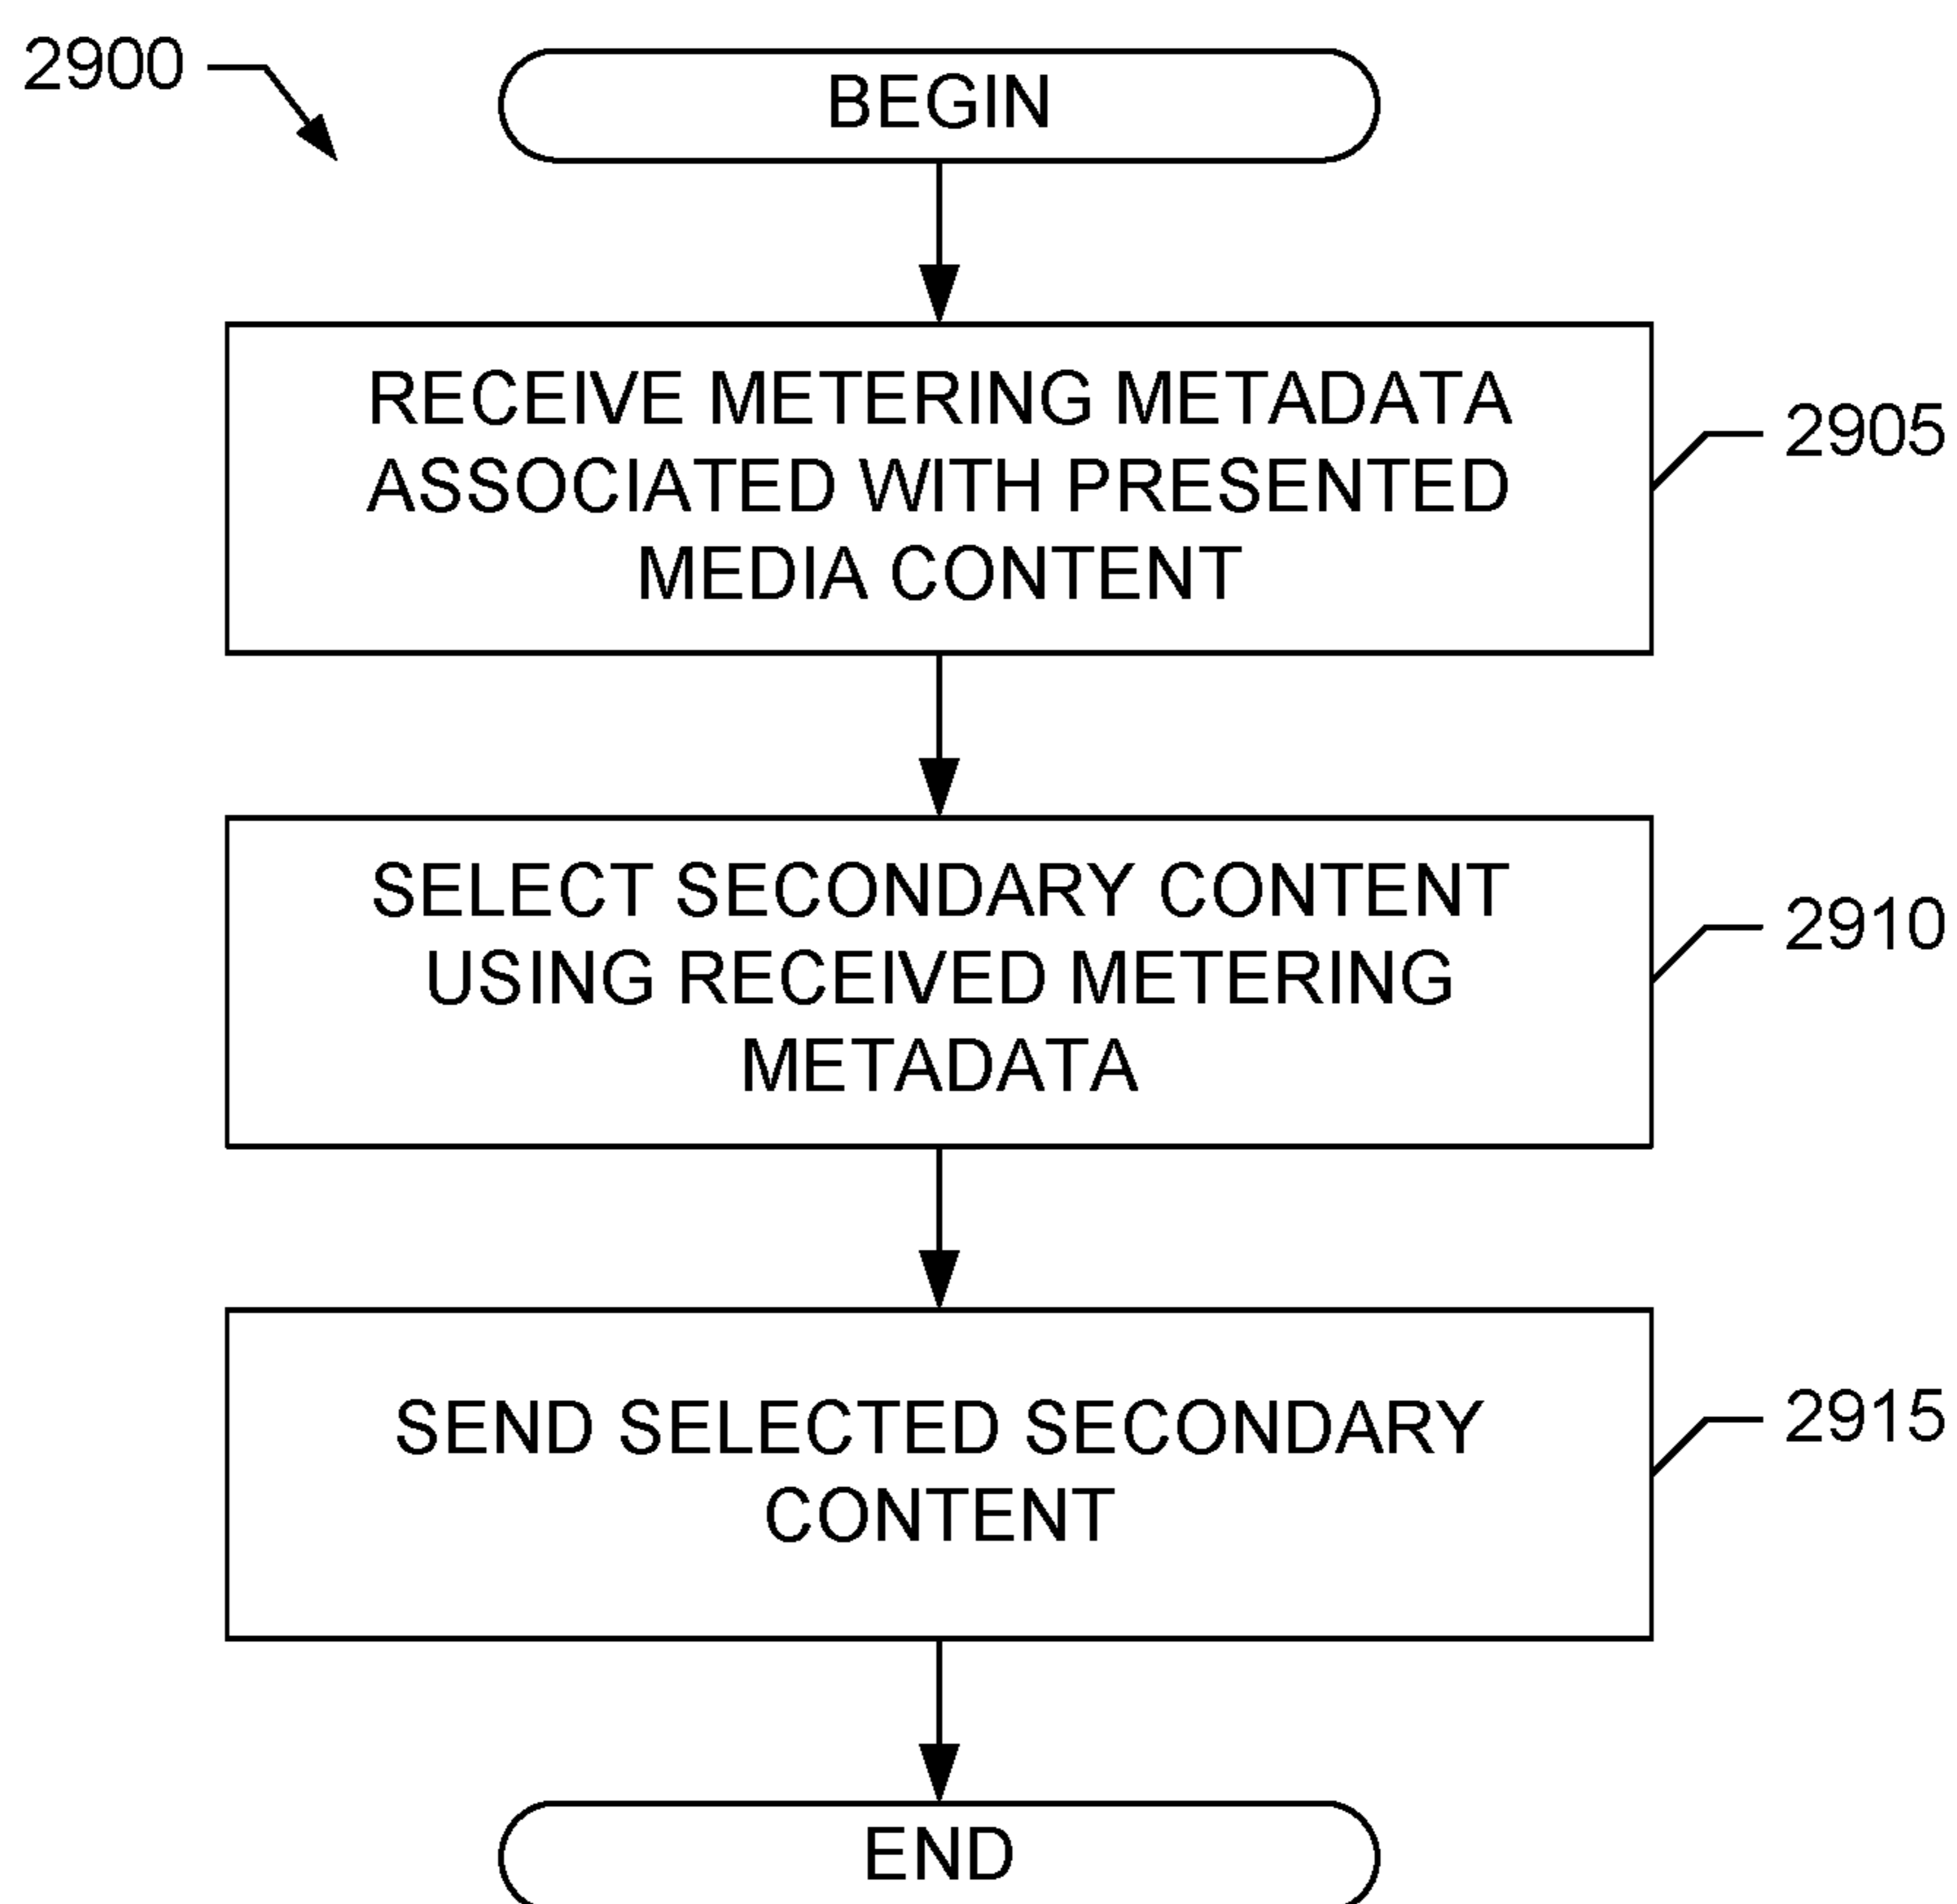 2900
BEGIN
RECEIVE METERING METADATA
ASSOCIATED WITH PRESENTED
MEDIA CONTENT
2905
SELECT SECONDARY CONTENT
USING RECEIVED METERING
METADATA
2910
SEND SELECTED SECONDARY
CONTENT
2915
END